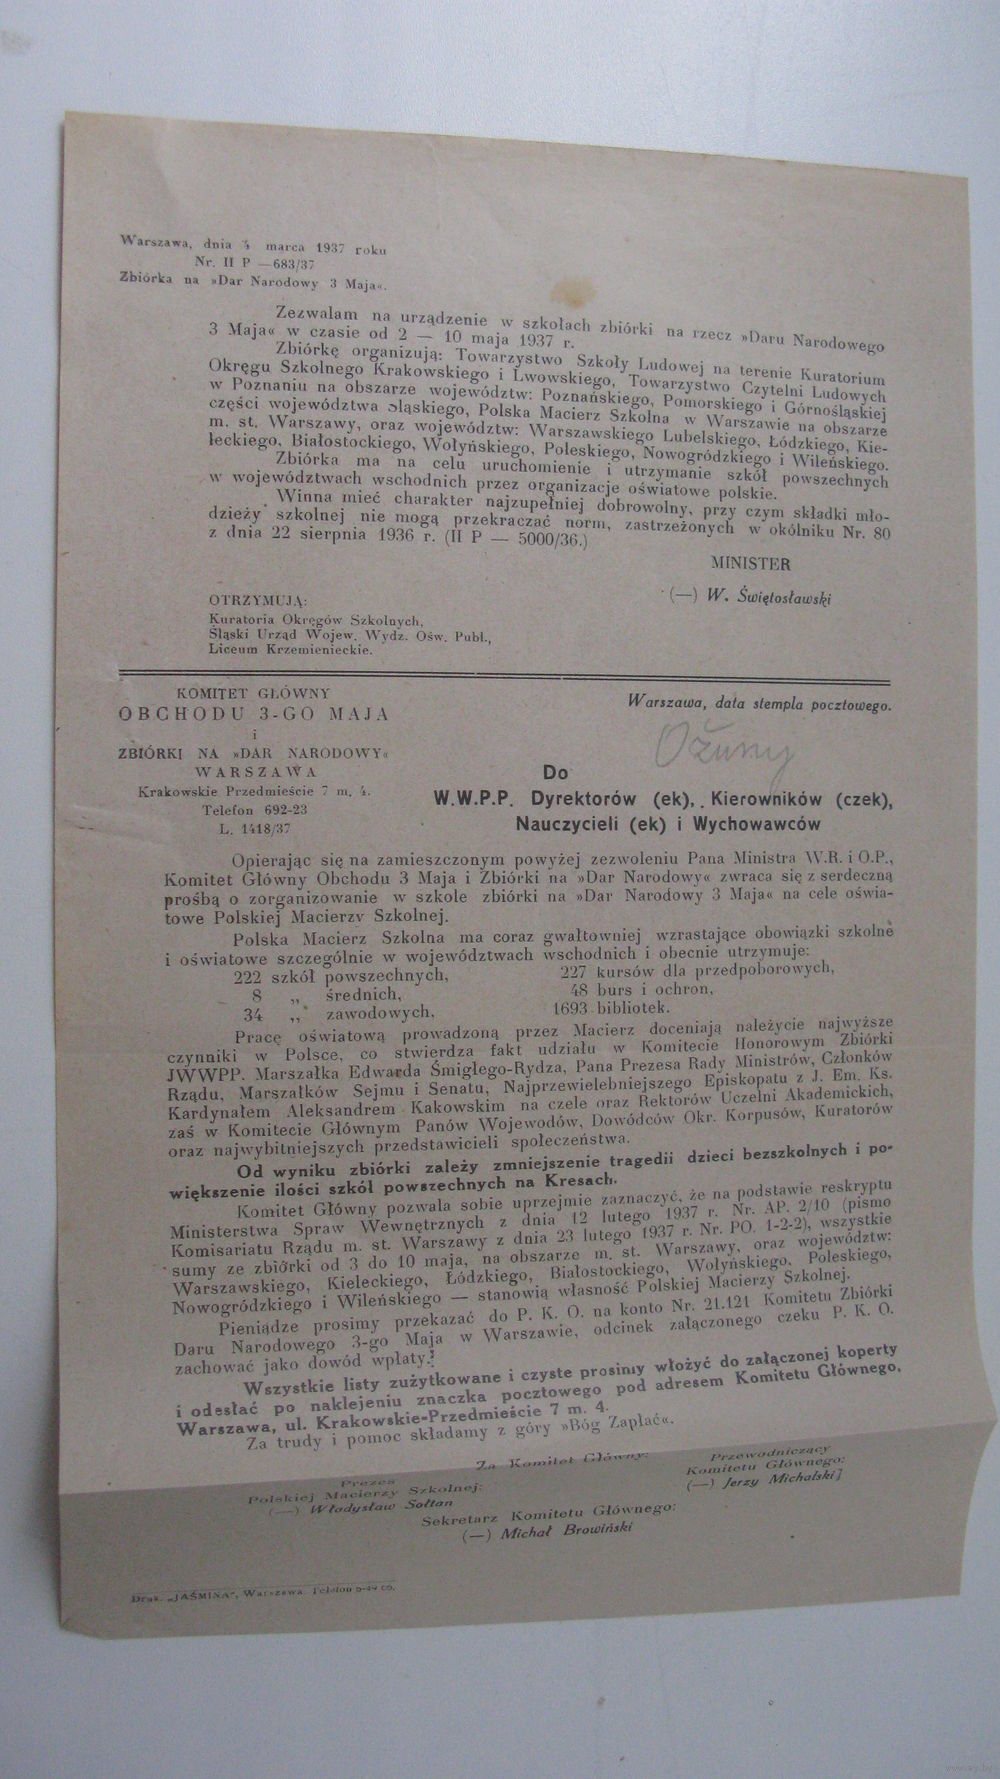 Warszawa, dnia 4 marca 1937 roku
Nr. II P —683/37
Zbiórka na »Dar Narodowy 3 Maja«.
Zezwalam na urządzenie w szkołach zbiórki na rzecz »Daru Narodowego
3 Maja« w czasie od 2 — 10 maja 1937 r.
Zbiórkę organizują: Towarzystwo Szkoły Ludowej na terenie Kuratorium
Okręgu Szkolnego Krakowskiego i Lwowskiego, Towarzystwo Czytelni Ludowych
w Poznaniu na obszarze województw: Poznańskiego, Pomorskiego i Górnośląskiej
części województwa Śląskiego, Polska Macierz Szkolna w Warszawie na obszarze
m. st. Warszawy, oraz województw: Warszawskiego Lubelskiego, Łódzkiego, Kie-
leckiego, Białostockiego, Wołyńskiego, Poleskiego, Nowogródzkiego i Wileńskiego.
Zbiórka ma na celu uruchomienie i utrzymanie szkół powszechnych
w województwach wschodnich przez organizacje oświatowe polskie.
Winna mieć charakter najzupełniej dobrowolny, przy czym składki mło-
dzieży szkolnej nie mogą przekraczać norm, zastrzeżonych w okólniku Nr. 80
z dnia 22 sierpnia 1936 r. (II P — 5000/36.)
MINISTER
(—) W. Świętosławski
OTRZYMUJĄ:
Kuratoria Okręgów Szkolnych,
Śląski Urząd Wojew. Wydz. Ośw. Publ.,
Liceum Krzemienieckie.
KOMITET GŁÓWNY
OBCHODU 3-GO MAJA
i
ZBIÓRKI NA »DAR NARODOWY«
WARSZAWA
Krakowskie Przedmieście 7 m. 4.
Telefon 692-23
L. 1418/37
Warszawa, data stempla pocztowego.
Do
W.W.P.P. Dyrektorów (ek), Kierowników (czek),
Nauczycieli (ek) i Wychowawców
Opierając się na zamieszczonym powyżej zezwoleniu Pana Ministra W.R. i O.P.,
Komitet Główny Obchodu 3 Maja i Zbiórki na »Dar Narodowy« zwraca się z serdeczną
prośbą o zorganizowanie w szkole zbiórki na »Dar Narodowy 3 Maja« na cele oświa-
towe Polskiej Macierzy Szkolnej.
Polska Macierz Szkolna ma coraz gwałtowniej wzrastające obowiązki szkolne
i oświatowe szczególnie w województwach wschodnich i obecnie utrzymuje:
222 szkół powszechnych, 227 kursów dla przedpoborowych,
8 „ średnich, 48 burs i ochron,
34 „ zawodowych, 1693 bibliotek.
Pracę oświatową prowadzoną przez Macierz doceniają należycie najwyższe
czynniki w Polsce, co stwierdza fakt udziału w Komitecie Honorowym Zbiórki
JWWPP. Marszałka Edwarda Śmigłego-Rydza, Pana Prezesa Rady Ministrów, Członków
Rządu, Marszałków Sejmu i Senatu, Najprzewielebniejszego Episkopatu z J. Em. Ks.
Kardynałem Aleksandrem Kakowskim na czele oraz Rektorów Uczelni Akademickich,
zaś w Komitecie Głównym Panów Wojewodów, Dowódców Okr. Korpusów, Kuratorów
oraz najwybitniejszych przedstawicieli społeczeństwa.
Od wyniku zbiórki zależy zmniejszenie tragedii dzieci bezszkolnych i po-
większenie ilości szkół powszechnych na Kresach.
Komitet Główny pozwala sobie uprzejmie zaznaczyć, że na podstawie reskryptu
Ministerstwa Spraw Wewnętrznych z dnia 12 lutego 1937 r. Nr. AP. 2/10 (pismo
Komisariatu Rządu m. st. Warszawy z dnia 23 lutego 1937 r. Nr. PO. 1-2-2), wszystkie
sumy ze zbiórki od 3 do 10 maja, na obszarze m. st. Warszawy, oraz województw:
Warszawskiego, Kieleckiego, Łódzkiego, Białostockiego, Wołyńskiego, Poleskiego,
Nowogródzkiego i Wileńskiego — stanowią własność Polskiej Macierzy Szkolnej.
Pieniądze prosimy przekazać do P. K. O. na konto Nr. 21.121 Komitetu Zbiórki
Daru Narodowego 3-go Maja w Warszawie, odcinek załączonego czeku P. K. O.
zachować jako dowód wpłaty.
Wszystkie listy zużytkowane i czyste prosimy włożyć do załączonej koperty
i odesłać po naklejeniu znaczka pocztowego pod adresem Komitetu Głównego,
Warszawa, ul. Krakowskie-Przedmieście 7 m. 4.
Za trudy i pomoc składamy z góry »Bóg Zapłać«.
Za Komitet Główny:
Prezes
Polskiej Macierzy Szkolnej:
(—) Władysław Sołtan
Przewodniczący
Komitetu Głównego:
(—) Jerzy Michalski
Sekretarz Komitetu Głównego:
(—) Michał Browiński
Druk. „JAŚMINA", Warszawa. Telefon